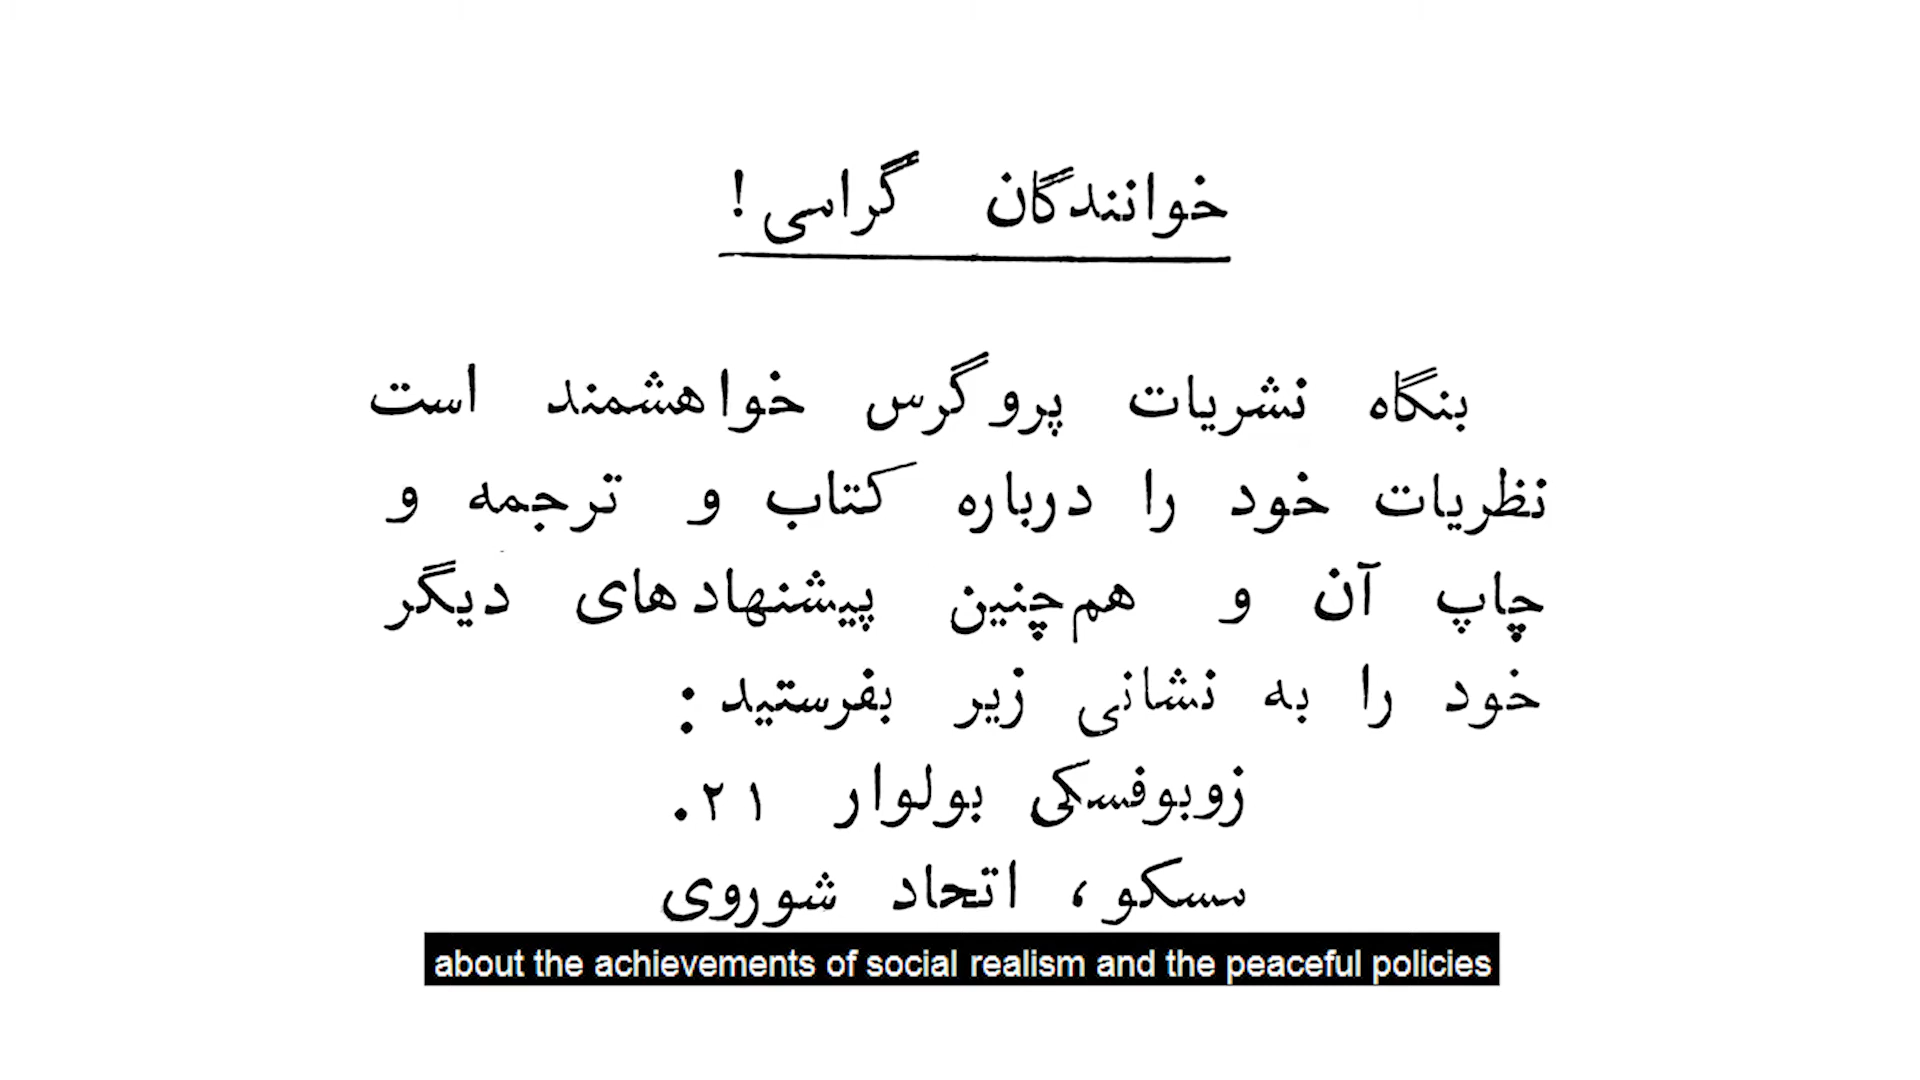 خوانندگان گرامی!
بنگاه نشریات پروگرس خواهشمند است
نظریات خود را درباره کتاب و ترجمه و
چاپ آن و هم‌چنین پیشنهادهای دیگر
خود را به نشانی زیر بفرستید:
زوبوفسکی بولوار ۲۱.
مسکو، اتحاد شوروی
about the achievements of social realism and the peaceful policies